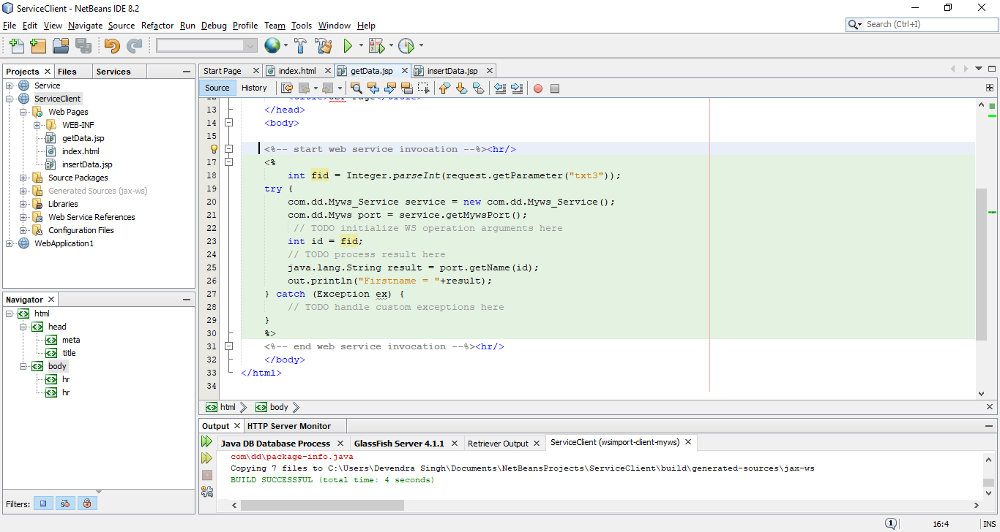 ServiceClient - NetBeans IDE 8.2
File Edit View Navigate Source Refactor Run Debug Profile Team Tools Window Help
Search (Ctrl+I)
Projects Files Services
Service
ServiceClient
Web Pages
WEB-INF
getData.jsp
index.html
insertData.jsp
Source Packages
Generated Sources (jax-ws)
Libraries
Web Service References
Configuration Files
WebApplication1
Navigator
html
head
meta
title
body
hr
hr
Filters:
Start Page index.html getData.jsp insertData.jsp
Source History
13 </head>
14 <body>
15
<%-- start web service invocation --%><hr/>
17 <%
18 int fid = Integer.parseInt(request.getParameter("txt3"));
19 try {
20 com.dd.Myws_Service service = new com.dd.Myws_Service();
21 com.dd.Myws port = service.getMywsPort();
22 // TODO initialize WS operation arguments here
23 int id = fid;
24 // TODO process result here
25 java.lang.String result = port.getName(id);
26 out.println("Firstname = "+result);
27 } catch (Exception ex) {
28 // TODO handle custom exceptions here
29 }
30 %>
31 <%-- end web service invocation --%><hr/>
32 </body>
33 </html>
34
html body
Output HTTP Server Monitor
Java DB Database Process GlassFish Server 4.1.1 Retriever Output ServiceClient (wsimport-client-myws)
com\dd\package-info.java
Copying 7 files to C:\Users\Devendra Singh\Documents\NetBeansProjects\ServiceClient\build\generated-sources\jax-ws
BUILD SUCCESSFUL (total time: 4 seconds)
1 16:4 INS